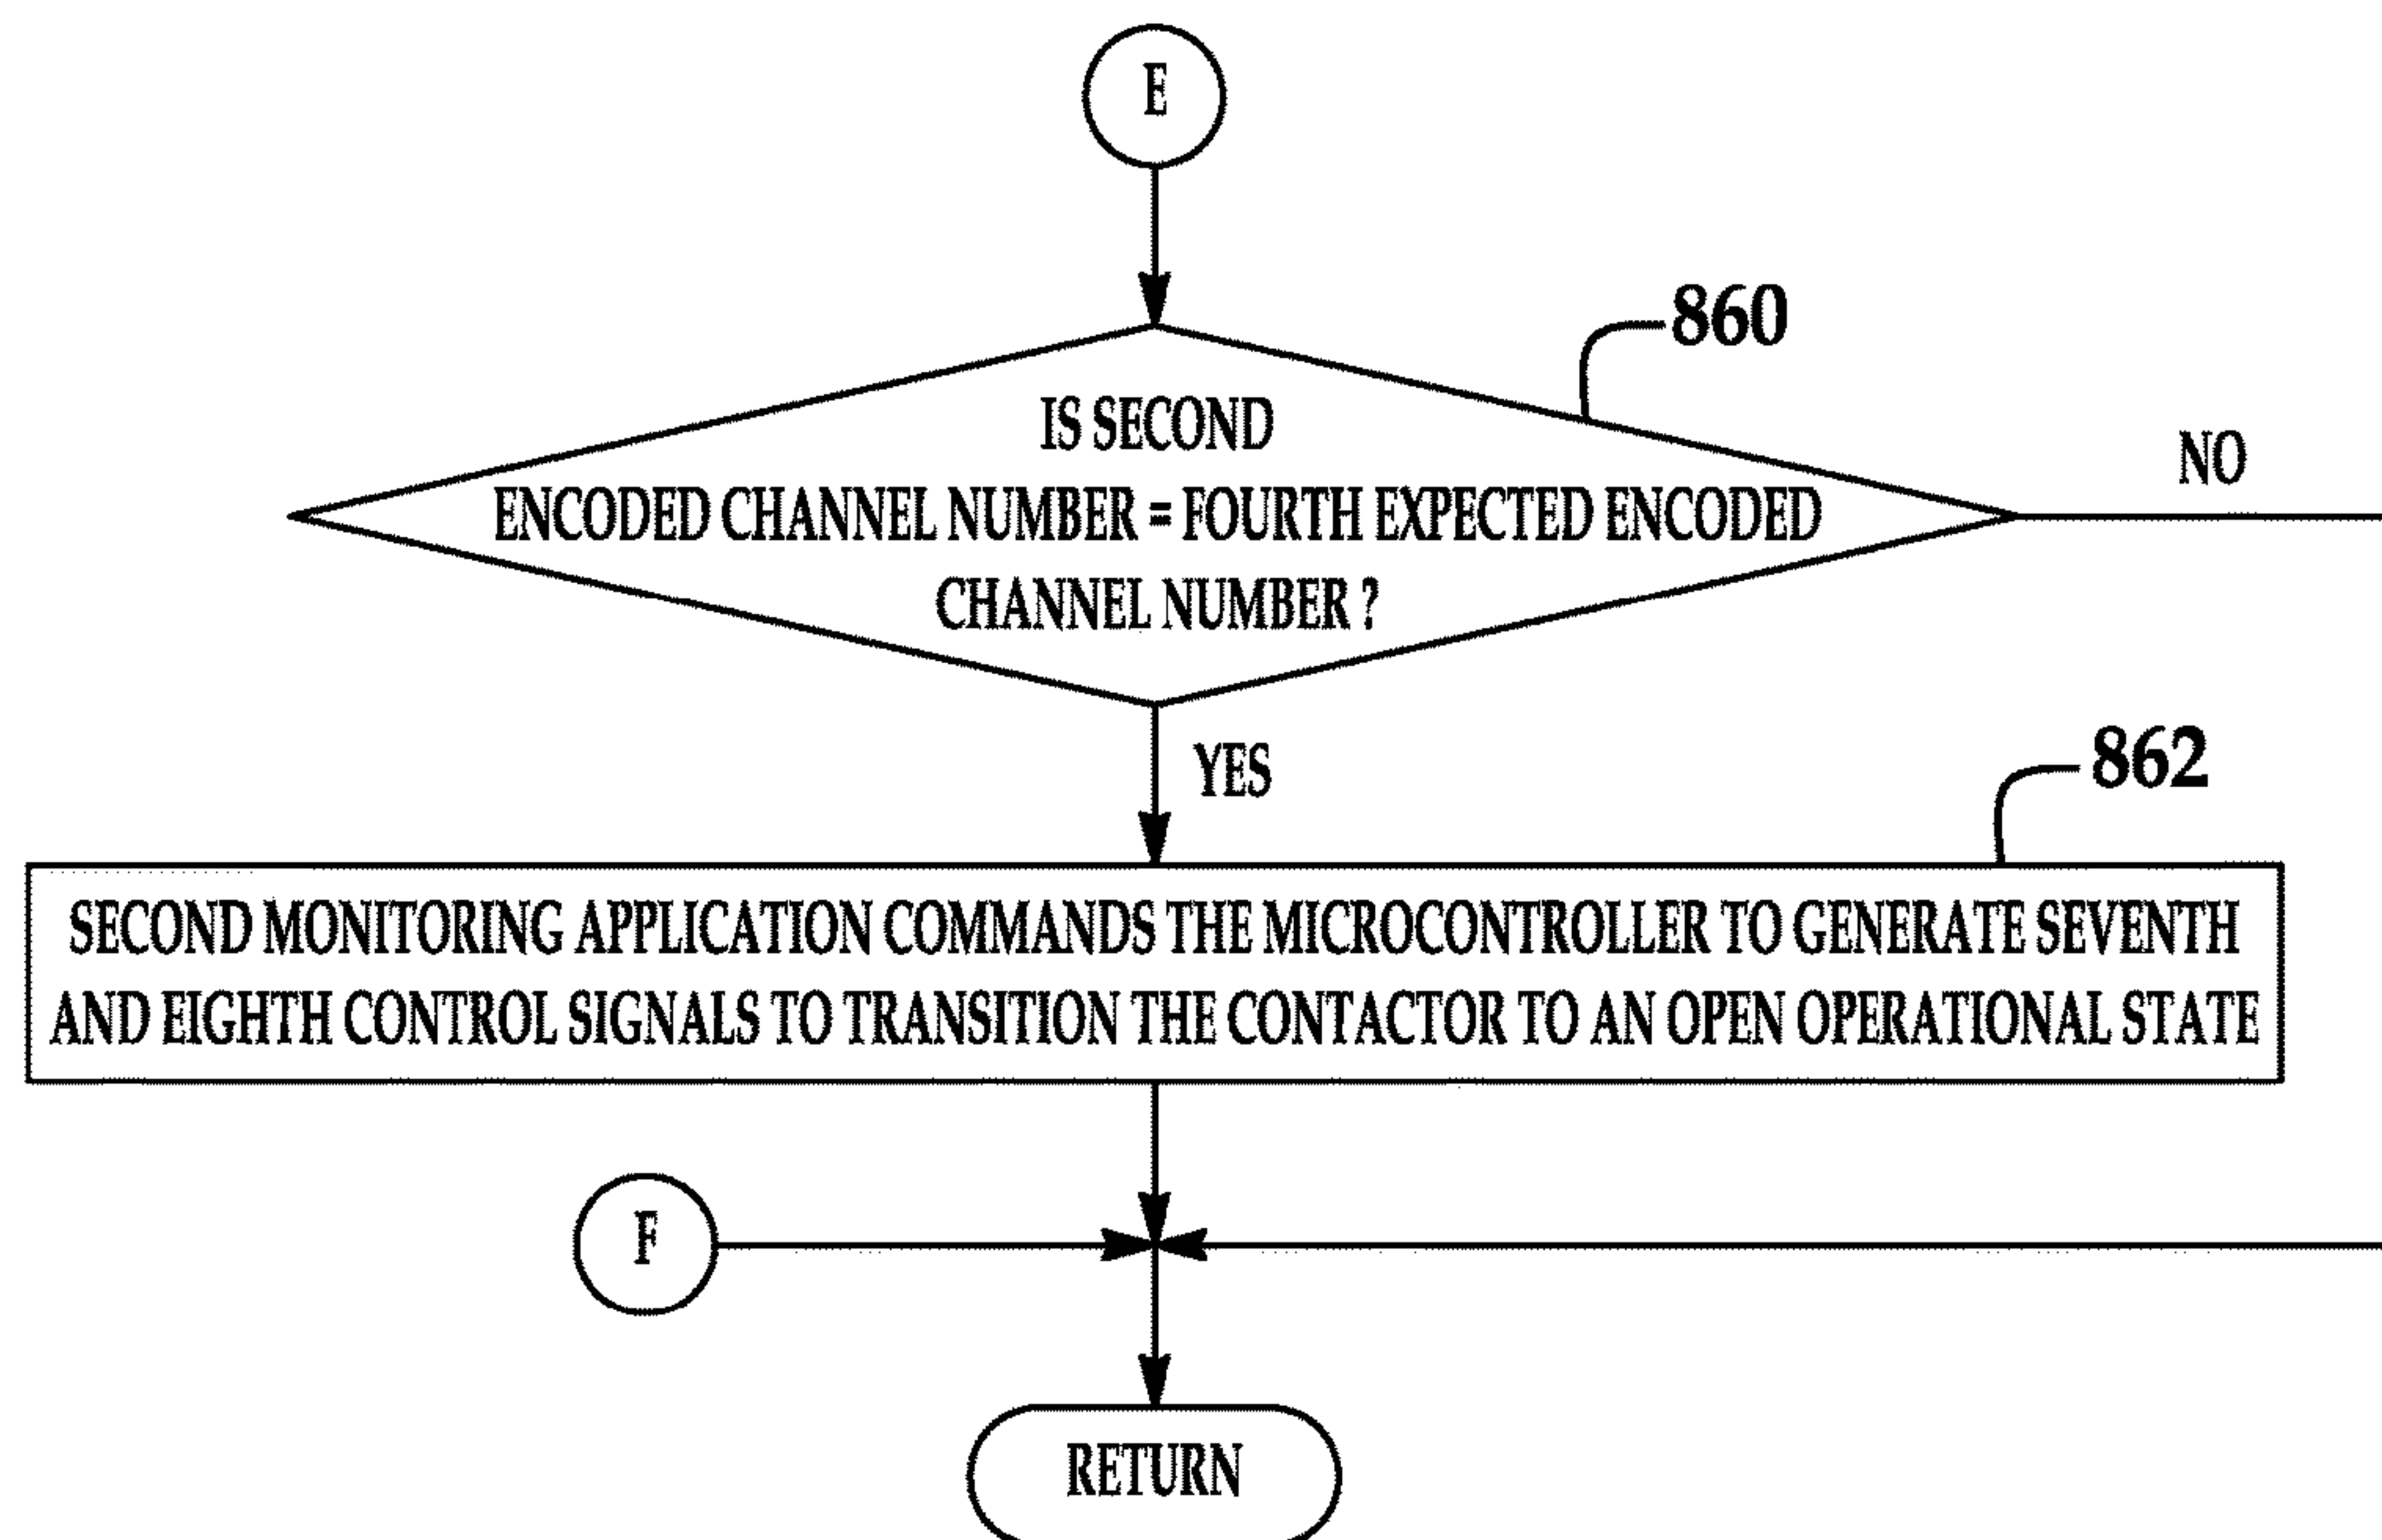 E
860
IS SECOND
ENCODED CHANNEL NUMBER = FOURTH EXPECTED ENCODED
CHANNEL NUMBER ?
NO
YES
862
SECOND MONITORING APPLICATION COMMANDS THE MICROCONTROLLER TO GENERATE SEVENTH
AND EIGHTH CONTROL SIGNALS TO TRANSITION THE CONTACTOR TO AN OPEN OPERATIONAL STATE
F
RETURN